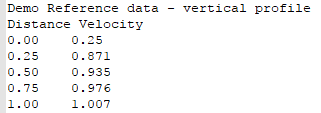 Demo Reference data - vertical profile
Distance Velocity
0.00    0.25
0.25    0.871
0.50    0.935
0.75    0.976
1.00    1.007